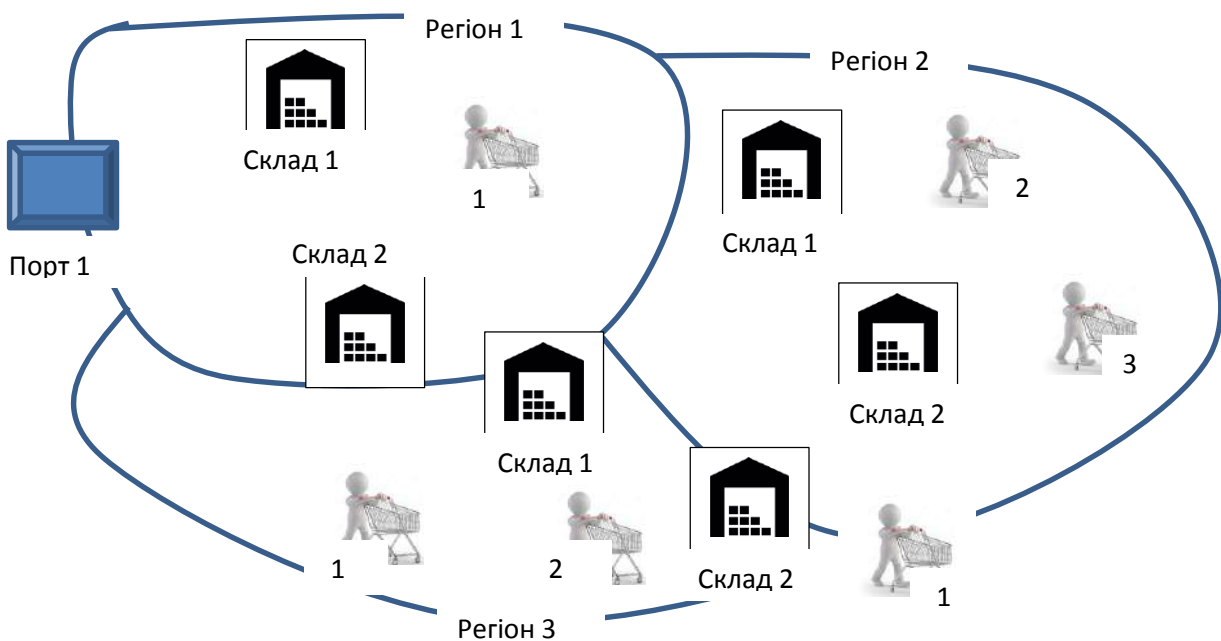 Регіон 1
Регіон 2
Склад 1
1
2
Склад 1
Склад 2
Порт 1
3
Склад 2
Склад 1
1
2
Склад 2
1
Регіон 3